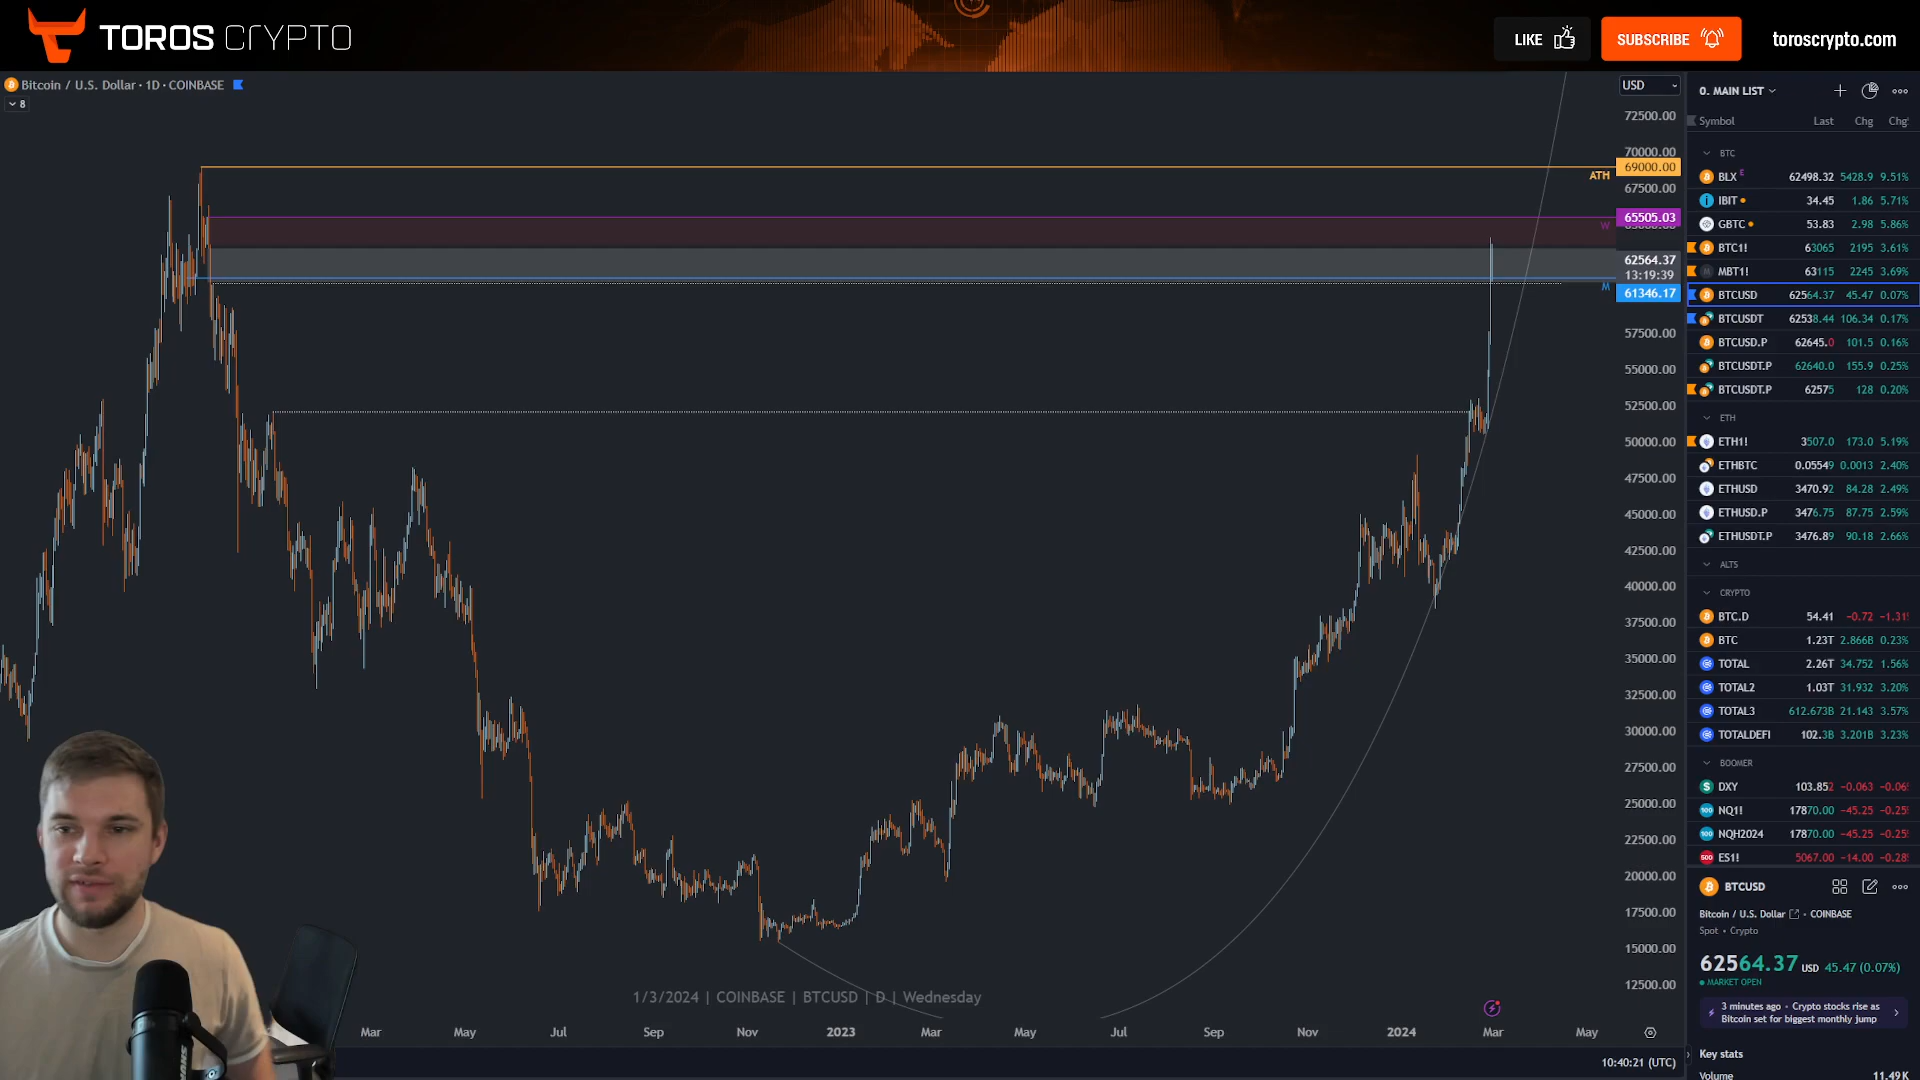 TOROS CRYPTO
LIKE
SUBSCRIBE
toroscrypto.com
Bitcoin / U.S. Dollar · 1D · COINBASE
8
USD
72500.00
70000.00
69000.00
ATH
67500.00
65505.03
W
62564.37
13:19:39
M
61346.17
57500.00
55000.00
52500.00
50000.00
47500.00
45000.00
42500.00
40000.00
37500.00
35000.00
32500.00
30000.00
27500.00
25000.00
22500.00
20000.00
17500.00
15000.00
12500.00
1/3/2024 | COINBASE | BTCUSD | D | Wednesday
Mar May Jul Sep Nov 2023 Mar May Jul Sep Nov 2024 Mar May
10:40:21 (UTC)
0. MAIN LIST
Symbol Last Chg Chg
BTC
BLX E 62498.32 5428.9 9.51%
IBIT 34.45 1.86 5.71%
GBTC 53.83 2.98 5.86%
BTC1! 63065 2195 3.61%
MBT1! 63115 2245 3.69%
BTCUSD 62564.37 45.47 0.07%
BTCUSDT 62538.44 106.34 0.17%
BTCUSD.P 62645.0 101.5 0.16%
BTCUSDT.P 62640.0 155.9 0.25%
BTCUSDT.P 62575 128 0.20%
ETH
ETH1! 3507.0 173.0 5.19%
ETHBTC 0.05549 0.0013 2.40%
ETHUSD 3470.92 84.28 2.49%
ETHUSD.P 3476.75 87.75 2.59%
ETHUSDT.P 3476.89 90.18 2.66%
ALTS
CRYPTO
BTC.D 54.41 −0.72 −1.31
BTC 1.23T 2.866B 0.23%
TOTAL 2.26T 34.752 1.56%
TOTAL2 1.03T 31.932 3.20%
TOTAL3 612.673B 21.143 3.57%
TOTALDEFI 102.3B 3.201B 3.23%
BOOMER
DXY 103.852 −0.063 −0.06
NQ1! 17870.00 −45.25 −0.25
NQH2024 17870.00 −45.25 −0.25
ES1! 5067.00 −14.00 −0.28
BTCUSD
Bitcoin / U.S. Dollar · COINBASE
Spot · Crypto
62564.37 USD 45.47 (0.07%)
MARKET OPEN
3 minutes ago · Crypto stocks rise as
Bitcoin set for biggest monthly jump
Key stats
Volume 11.49K